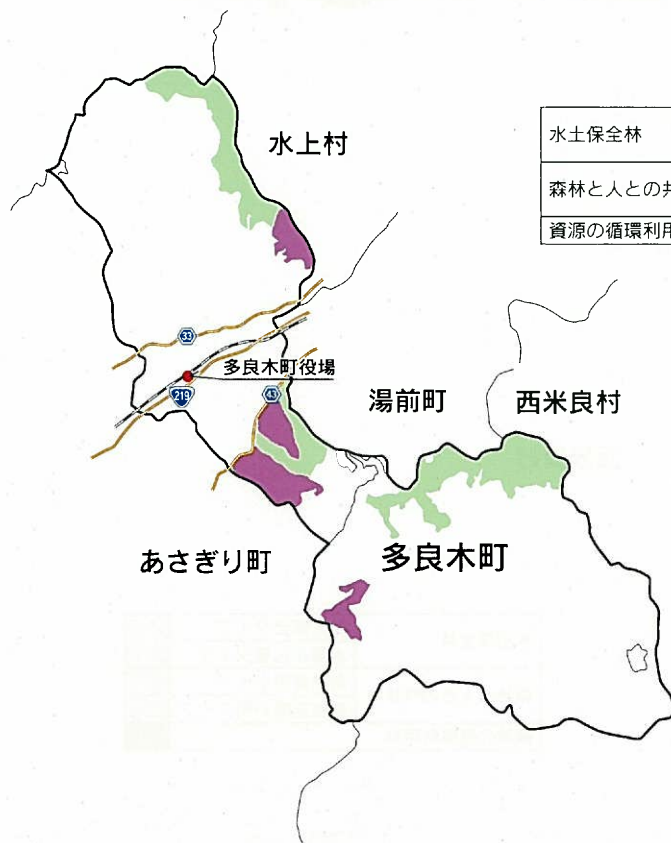 水上村
水土保全林
森林と人との共
資源の循環利用
33
多良木町役場
219
43
湯前町
西米良村
あさぎり町
多良木町